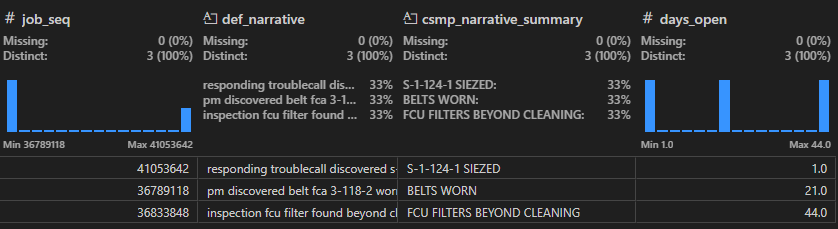 # job_seq
Missing: 0 (0%)
Distinct: 3 (100%)
Min 36789118 Max 41053642
def_narrative
Missing: 0 (0%)
Distinct: 3 (100%)
responding troublecall dis... 33%
pm discovered belt fca 3-1... 33%
inspection fcu filter found ... 33%
csmp_narrative_summary
Missing: 0 (0%)
Distinct: 3 (100%)
S-1-124-1 SIEZED: 33%
BELTS WORN: 33%
FCU FILTERS BEYOND CLEANING: 33%
# days_open
Missing: 0 (0%)
Distinct: 3 (100%)
Min 1.0 Max 44.0
41053642 responding troublecall discovered s- S-1-124-1 SIEZED 1.0
36789118 pm discovered belt fca 3-118-2 worn BELTS WORN 21.0
36833848 inspection fcu filter found beyond cl FCU FILTERS BEYOND CLEANING 44.0